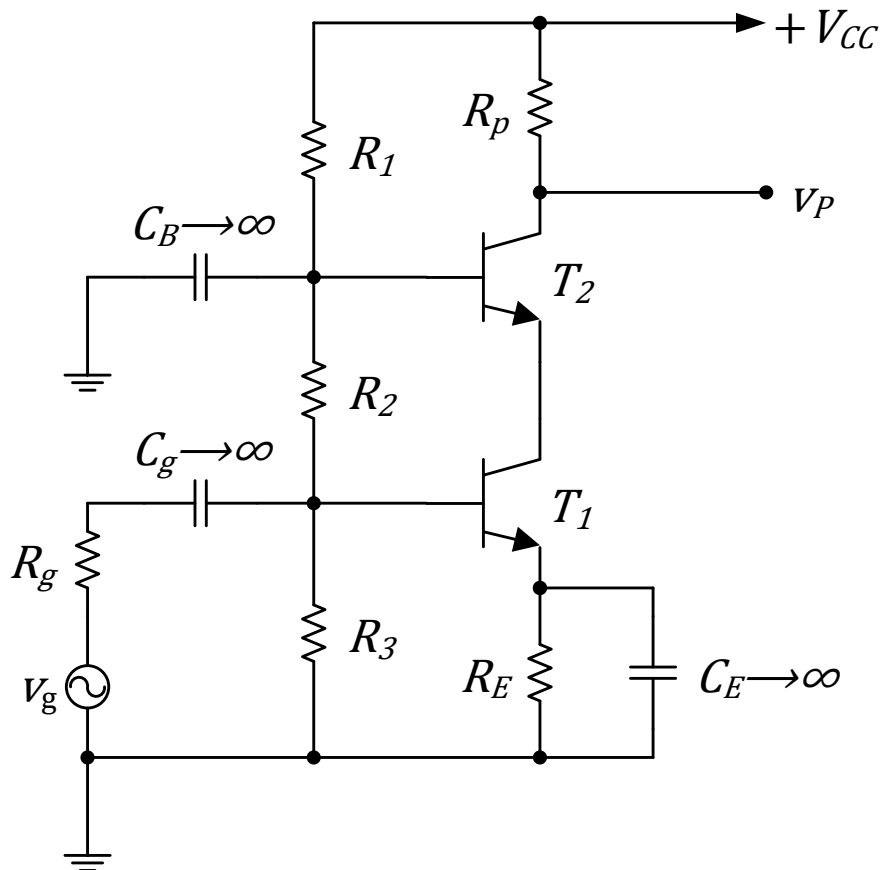 + V_CC
R_p
R_1
v_P
C_B→∞
T_2
R_2
C_g→∞
T_1
R_g
R_3
R_E
C_E→∞
v_g